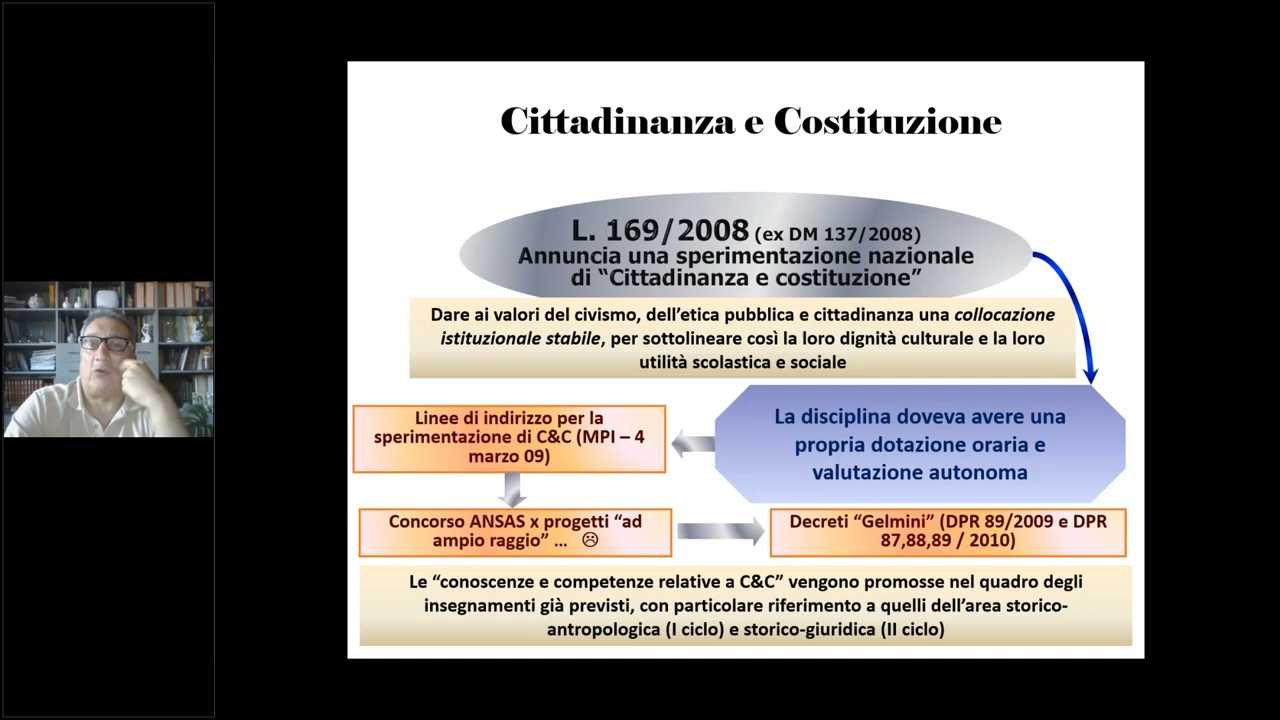 Cittadinanza e Costituzione
L. 169/2008 (ex DM 137/2008)
Annuncia una sperimentazione nazionale
di “Cittadinanza e costituzione”
Dare ai valori del civismo, dell’etica pubblica e cittadinanza una collocazione
istituzionale stabile, per sottolineare così la loro dignità culturale e la loro
utilità scolastica e sociale
La disciplina doveva avere una
propria dotazione oraria e
valutazione autonoma
Linee di indirizzo per la
sperimentazione di C&C (MPI – 4
marzo 09)
Concorso ANSAS x progetti “ad
ampio raggio” … ☹
Decreti “Gelmini” (DPR 89/2009 e DPR
87,88,89 / 2010)
Le “conoscenze e competenze relative a C&C” vengono promosse nel quadro degli
insegnamenti già previsti, con particolare riferimento a quelli dell’area storico-
antropologica (I ciclo) e storico-giuridica (II ciclo)